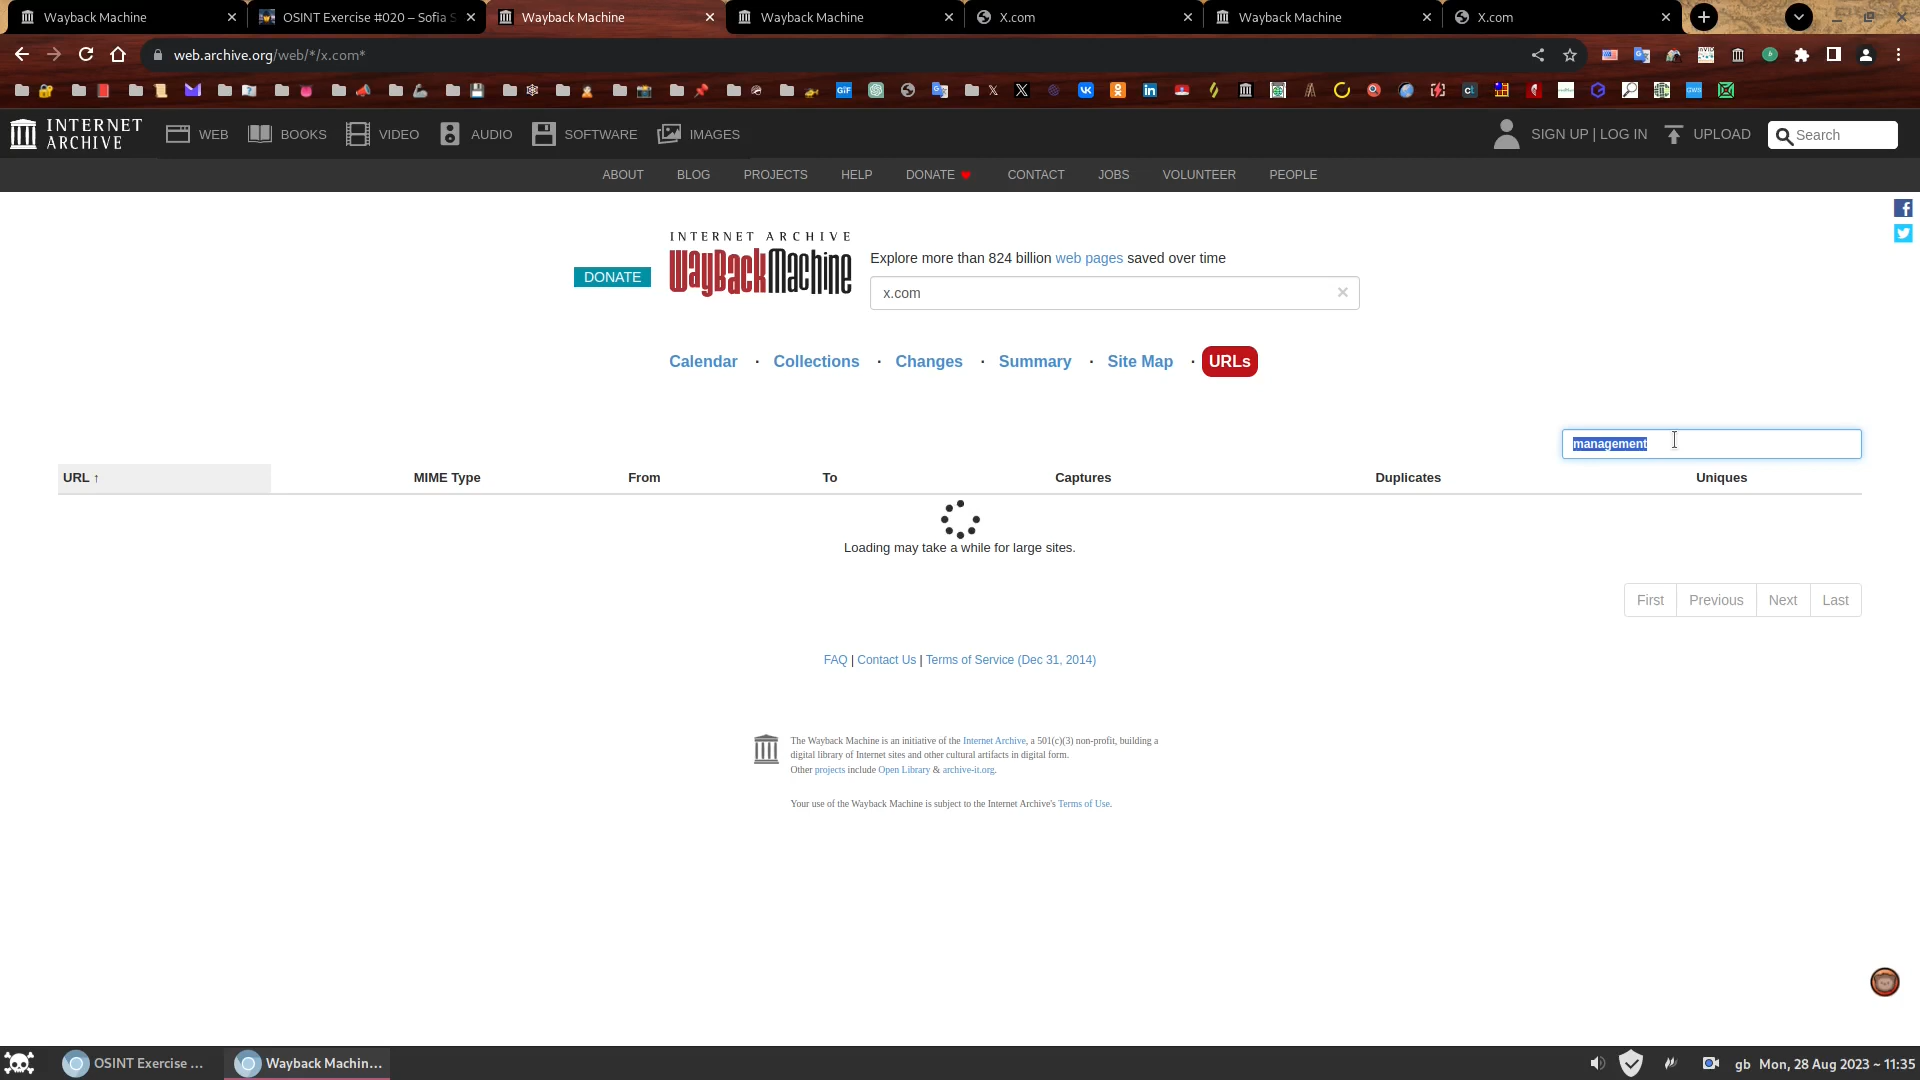 Wayback Machine
OSINT Exercise #020 – Sofia S
Wayback Machine
Wayback Machine
X.com
Wayback Machine
X.com
web.archive.org/web/*/x.com*
INTERNET ARCHIVE
WEB
BOOKS
VIDEO
AUDIO
SOFTWARE
IMAGES
SIGN UP | LOG IN
UPLOAD
Search
ABOUT
BLOG
PROJECTS
HELP
DONATE
CONTACT
JOBS
VOLUNTEER
PEOPLE
DONATE
INTERNET ARCHIVE
WayBackMachine
Explore more than 824 billion web pages saved over time
x.com
Calendar · Collections · Changes · Summary · Site Map · URLs
management
URL ↑
MIME Type
From
To
Captures
Duplicates
Uniques
Loading may take a while for large sites.
First
Previous
Next
Last
FAQ | Contact Us | Terms of Service (Dec 31, 2014)
The Wayback Machine is an initiative of the Internet Archive, a 501(c)(3) non-profit, building a
digital library of Internet sites and other cultural artifacts in digital form.
Other projects include Open Library & archive-it.org.
Your use of the Wayback Machine is subject to the Internet Archive's Terms of Use.
OSINT Exercise ...
Wayback Machin...
gb
Mon, 28 Aug 2023 ~ 11:35